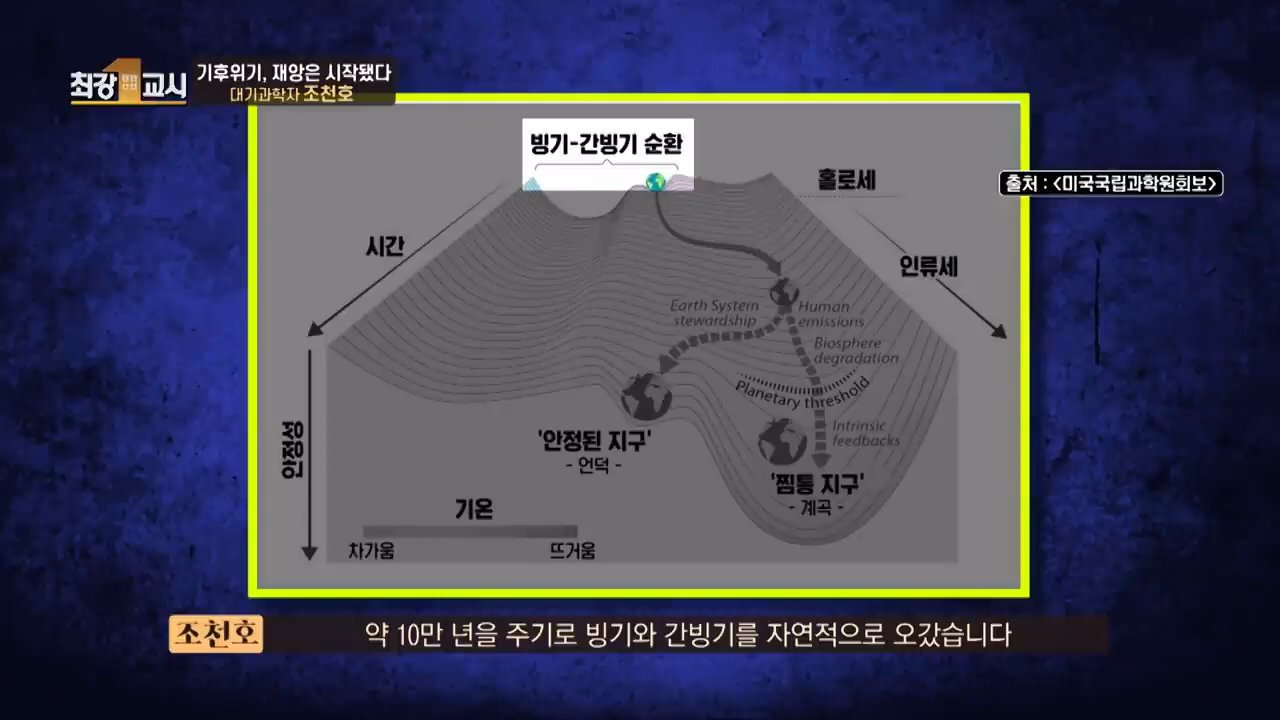 최강1교시
기후위기, 재앙은 시작됐다
대기과학자 조천호
빙기-간빙기 순환
홀로세
출처 : <미국국립과학원회보>
시간
인류세
Earth System
stewardship
Human
emissions
Biosphere
degradation
Planetary threshold
Intrinsic
feedbacks
안정성
'안정된 지구'
- 언덕 -
'찜통 지구'
- 계곡 -
기온
차가움
뜨거움
조천호
약 10만 년을 주기로 빙기와 간빙기를 자연적으로 오갔습니다